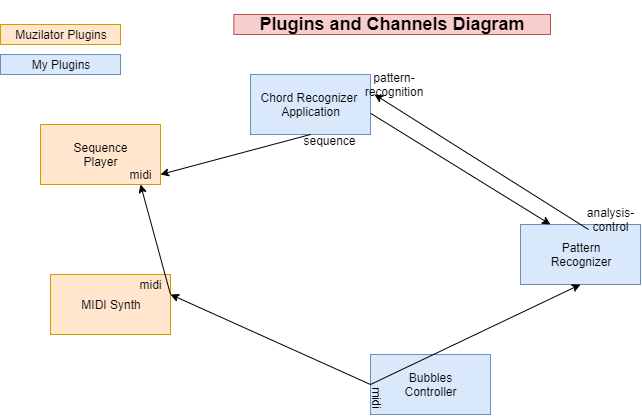 Plugins and Channels Diagram
Muzilator Plugins
My Plugins
pattern-
recognition
Chord Recognizer
Application
sequence
Sequence
Player
midi
analysis-
control
Pattern
Recognizer
midi
MIDI Synth
Bubbles
Controller
midi